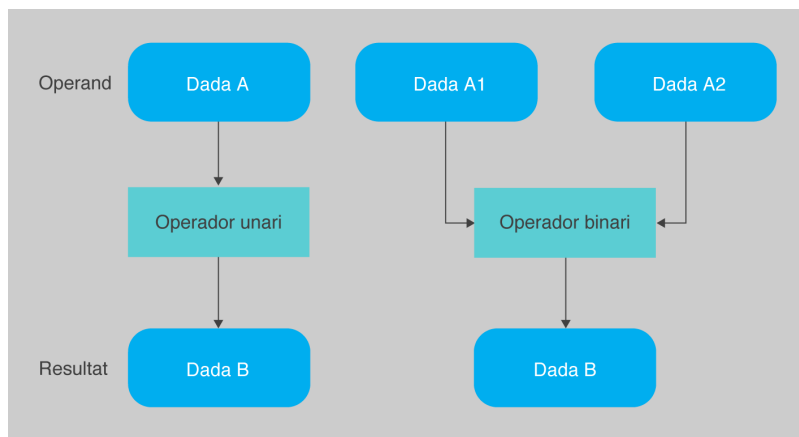 Operand
Dada A
Dada A1
Dada A2
Operador unari
Operador binari
Resultat
Dada B
Dada B